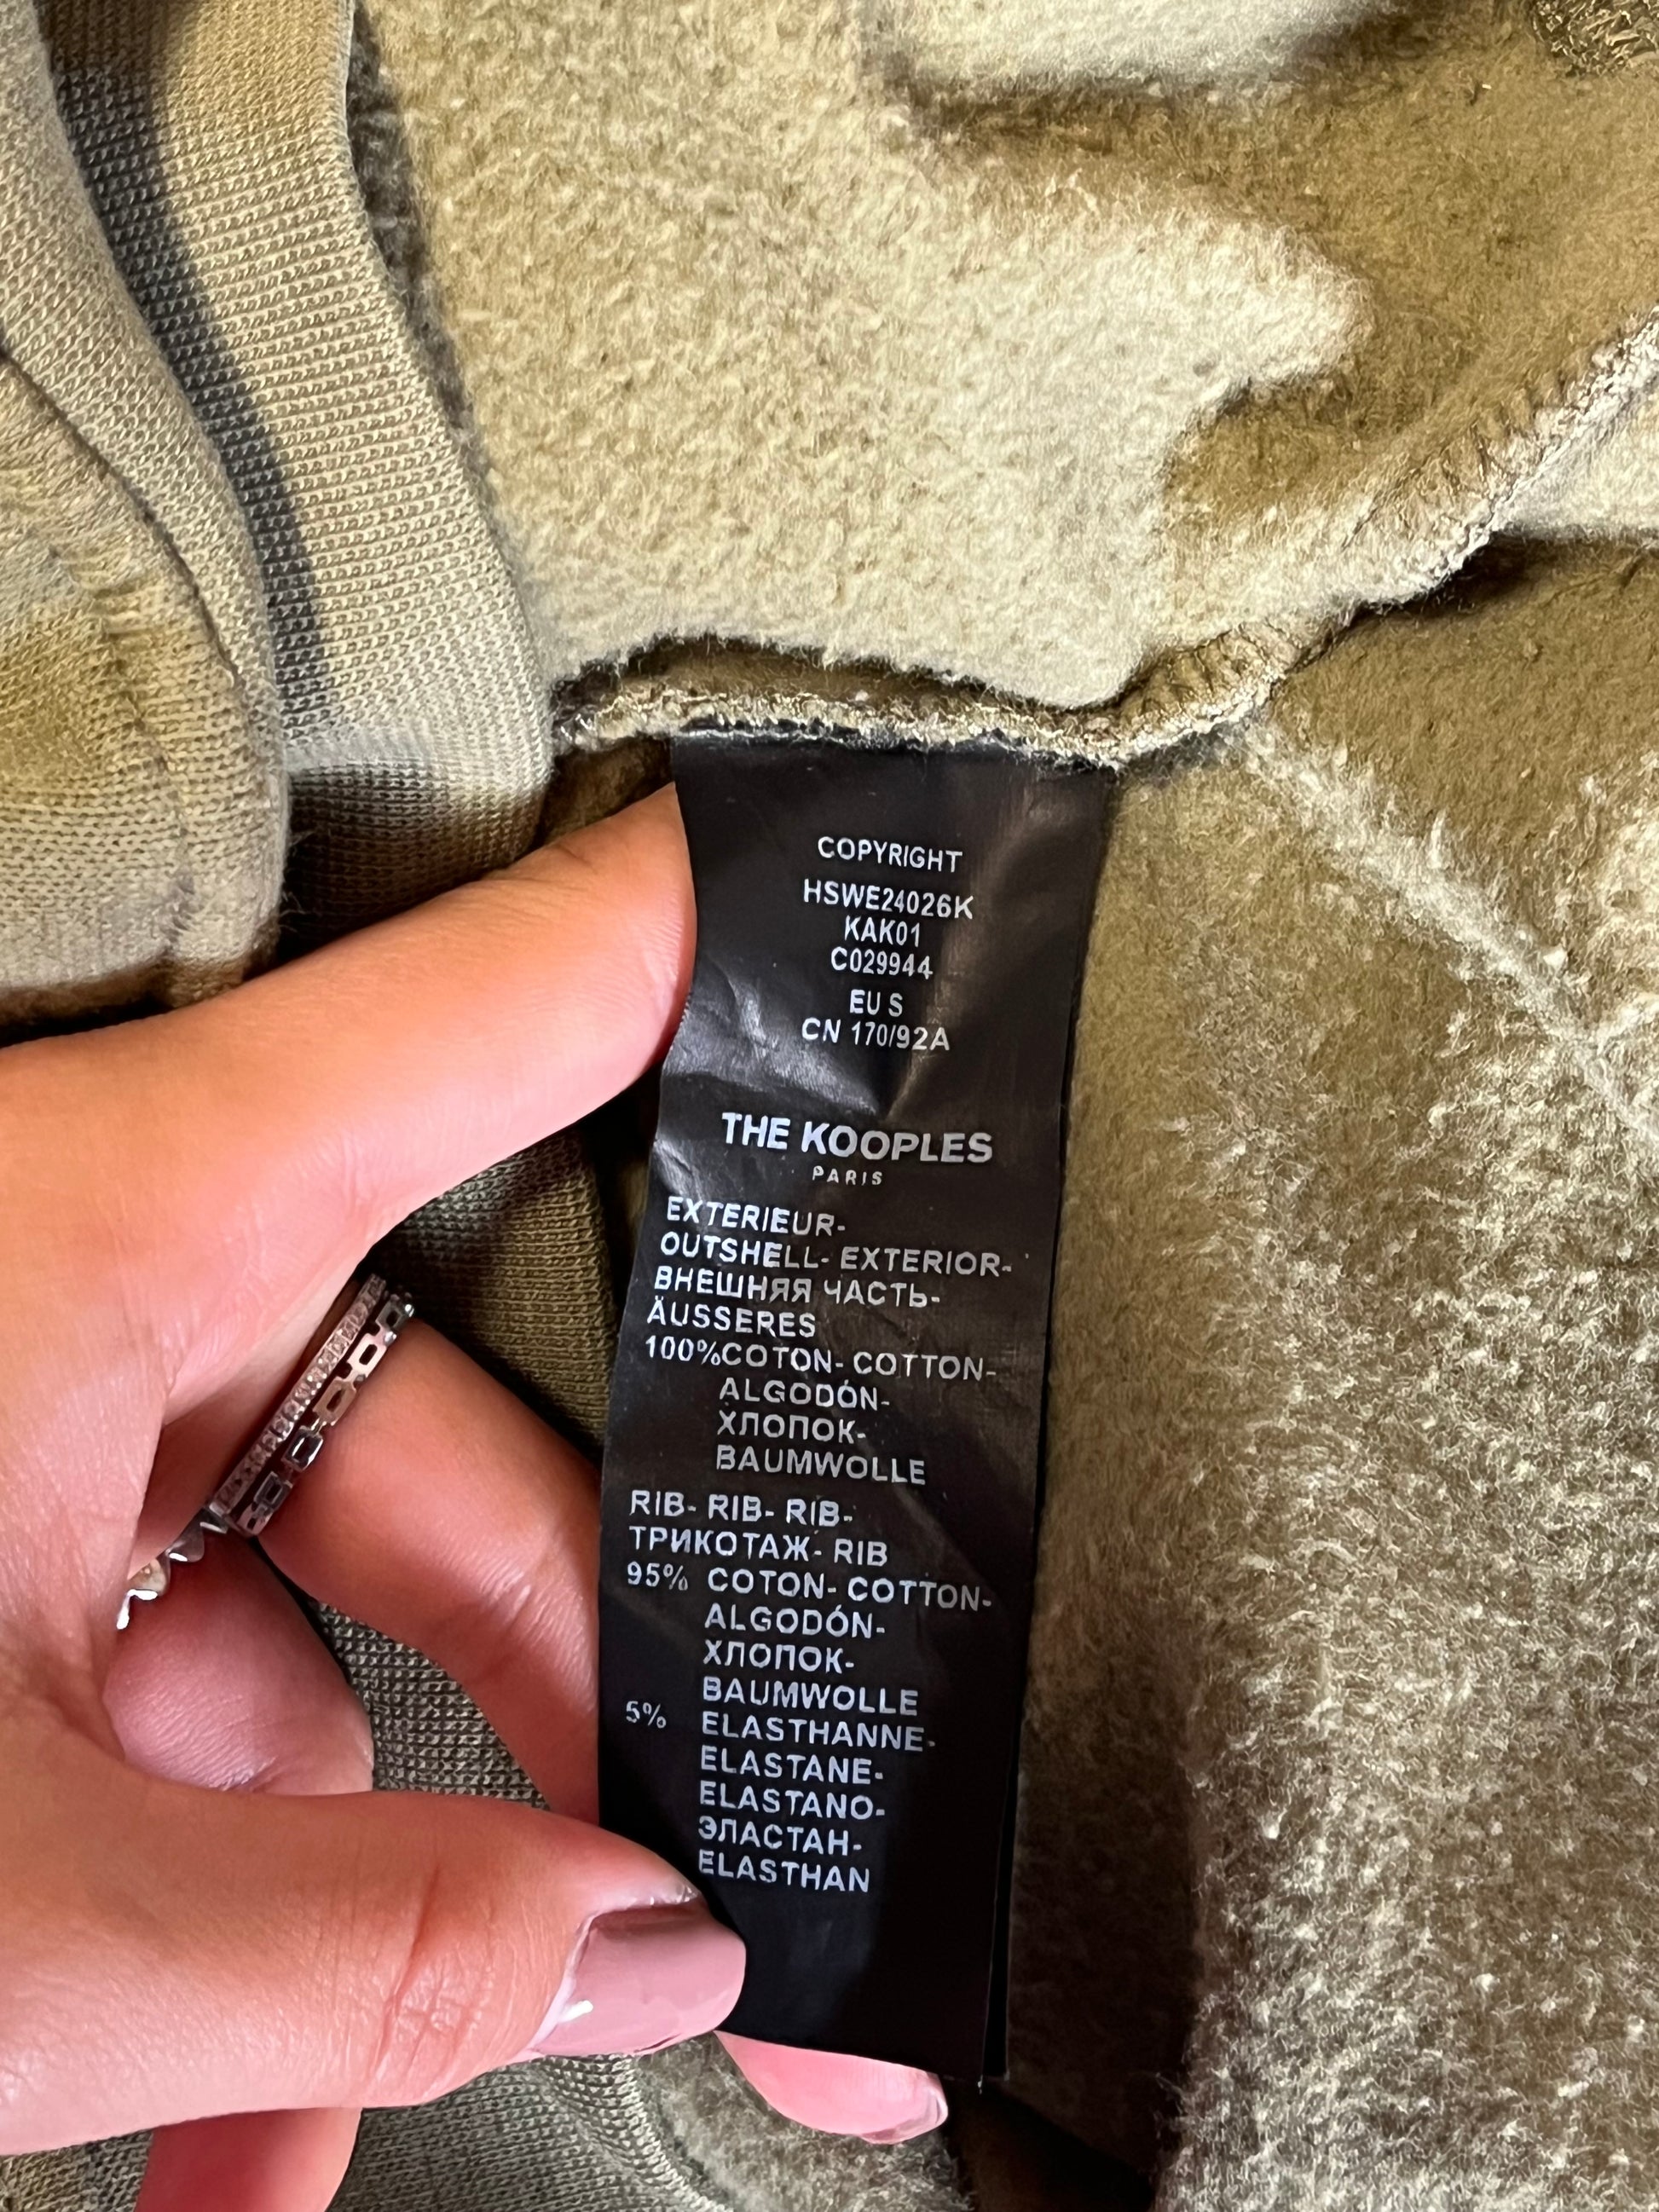 COPYRIGHT
HSWE24026K
KAK01
C029944
EU S
CN 170/92A
THE KOOPLES
PARIS
EXTERIEUR-
OUTSHELL- EXTERIOR-
ВНЕШНЯЯ ЧАСТЬ-
ÄUSSERES
100%COTON- COTTON-
ALGODÓN-
ХЛОПОК-
BAUMWOLLE
RIB- RIB- RIB-
ТРИКОТАЖ- RIB
95% COTON- COTTON-
ALGODÓN-
ХЛОПОК-
BAUMWOLLE
5% ELASTHANNE-
ELASTANE-
ELASTANO-
ЭЛАСТАН-
ELASTHAN